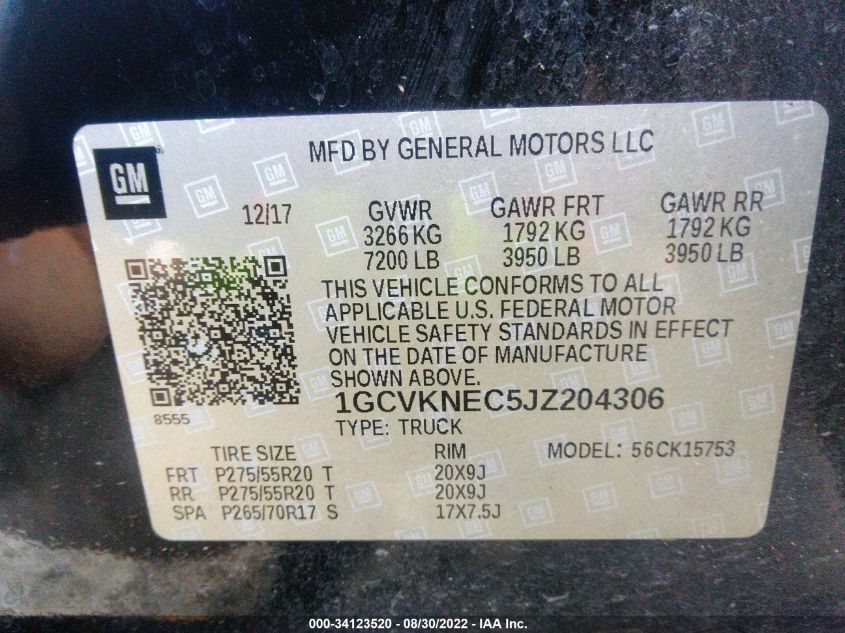 GM
MFD BY GENERAL MOTORS LLC
12/17 GVWR GAWR FRT GAWR RR
3266 KG 1792 KG 1792 KG
7200 LB 3950 LB 3950 LB
THIS VEHICLE CONFORMS TO ALL
APPLICABLE U.S. FEDERAL MOTOR
VEHICLE SAFETY STANDARDS IN EFFECT
ON THE DATE OF MANUFACTURE
SHOWN ABOVE.
1GCVKNEC5JZ204306
8555
TYPE: TRUCK
TIRE SIZE RIM MODEL: 56CK15753
FRT P275/55R20 T 20X9J
RR P275/55R20 T 20X9J
SPA P265/70R17 S 17X7.5J
000-34123520 - 08/30/2022 - IAA Inc.